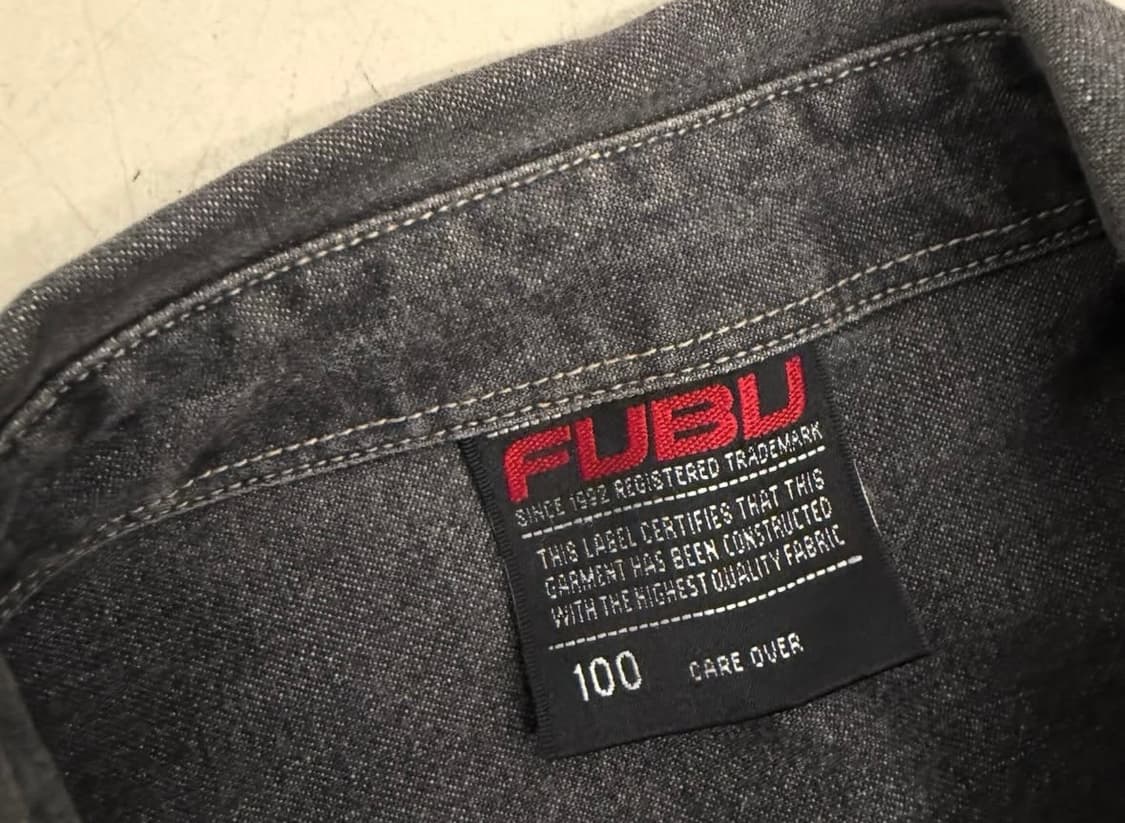 FUBU
SINCE 1992 REGISTERED TRADEMARK
THIS LABEL CERTIFIES THAT THIS
GARMENT HAS BEEN CONSTRUCTED
WITH THE HIGHEST QUALITY FABRIC
100 CARE OVER